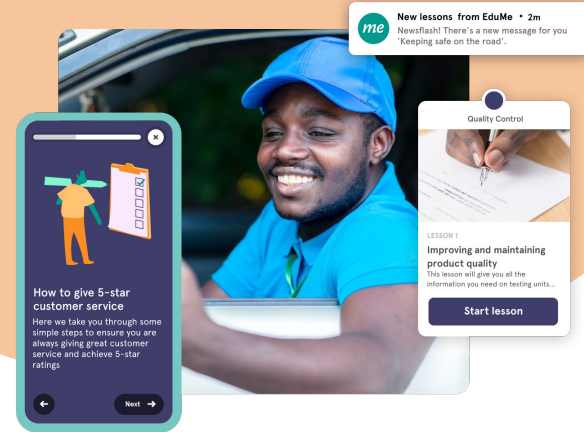 me
New lessons from EduMe • 2m
Newsflash! There's a new message for you
'Keeping safe on the road'.
Quality Control
LESSON 1
Improving and maintaining
product quality
This lesson will give you all the
information you need on testing units...
Start lesson
How to give 5-star
customer service
Here we take you through some
simple steps to ensure you are
always giving great customer
service and achieve 5-star
ratings
Next